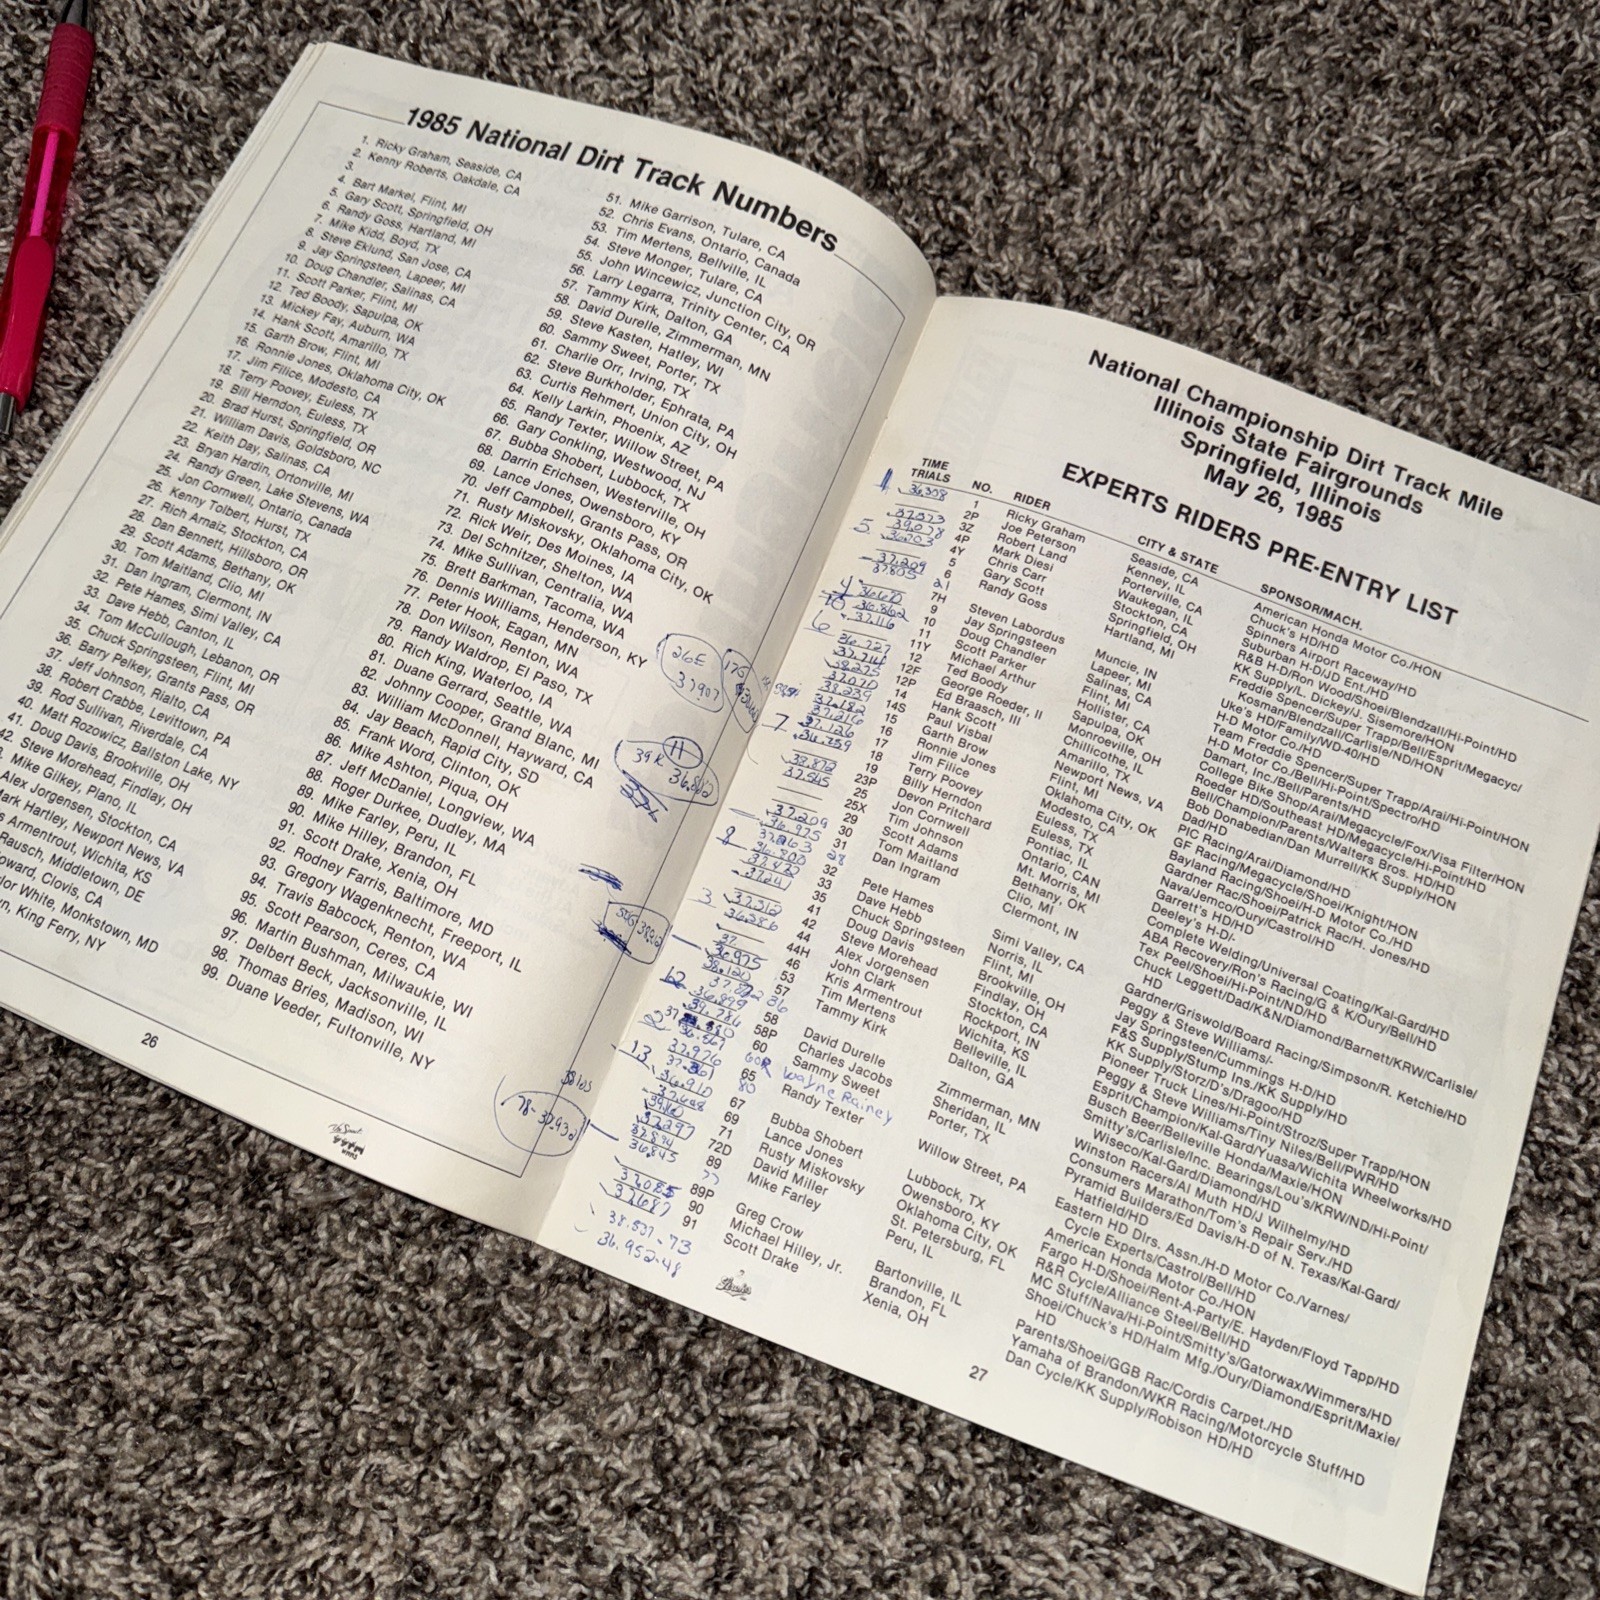 1985 National Dirt Track Numbers
1. Ricky Graham, Seaside, CA
2. Kenny Roberts, Oakdale, CA
3.
4. Bart Markel, Flint, MI
5. Gary Scott, Springfield, OH
6. Randy Goss, Hartland, MI
7. Mike Kidd, Boyd, TX
8. Steve Eklund, San Jose, CA
9. Jay Springsteen, Lapeer, MI
10. Doug Chandler, Salinas, CA
11. Scott Parker, Flint, MI
12. Ted Boody, Sapulpa, OK
13. Mickey Fay, Auburn, WA
14. Hank Scott, Amarillo, TX
15. Garth Brow, Flint, MI
16. Ronnie Jones, Oklahoma City, OK
17. Jim Filice, Modesto, CA
18. Terry Poovey, Euless, TX
19. Bill Herndon, Euless, TX
20. Brad Hurst, Springfield, OR
21. William Davis, Goldsboro, NC
22. Keith Day, Salinas, CA
23. Bryan Hardin, Ortonville, MI
24. Randy Green, Lake Stevens, WA
25. Jon Cornwell, Ontario, Canada
26. Kenny Tolbert, Hurst, TX
27. Rich Arnaiz, Stockton, CA
28. Dan Bennett, Hillsboro, OR
29. Scott Adams, Bethany, OK
30. Tom Maitland, Clio, MI
31. Dan Ingram, Clermont, IN
32. Pete Hames, Simi Valley, CA
33. Dave Hebb, Canton, IL
34. Tom McCullough, Lebanon, OR
35. Chuck Springsteen, Flint, MI
36. Barry Pelkey, Grants Pass, OR
37. Jeff Johnson, Rialto, CA
38. Robert Crabbe, Levittown, PA
39. Rod Sullivan, Riverdale, CA
40. Matt Rozowicz, Ballston Lake, NY
41. Doug Davis, Brookville, OH
42. Steve Morehead, Findlay, OH
Mike Gilkey, Plano, IL
Alex Jorgensen, Stockton, CA
Mark Hartley, Newport News, VA
Armentrout, Wichita, KS
Rausch, Middletown, DE
oward, Clovis, CA
lor White, Monkstown, MD
n, King Ferry, NY
51. Mike Garrison, Tulare, CA
52. Chris Evans, Ontario, Canada
53. Tim Mertens, Bellville, IL
54. Steve Monger, Tulare, CA
55. John Wincewicz, Junction City, OR
56. Larry Legarra, Trinity Center, CA
57. Tammy Kirk, Dalton, GA
58. David Durelle, Zimmerman, MN
59. Steve Kasten, Hatley, WI
60. Sammy Sweet, Porter, TX
61. Charlie Orr, Irving, TX
62. Steve Burkholder, Ephrata, PA
63. Curtis Rehmert, Union City, OH
64. Kelly Larkin, Phoenix, AZ
65. Randy Texter, Willow Street, PA
66. Gary Conkling, Westwood, NJ
67. Bubba Shobert, Lubbock, TX
68. Darrin Erichsen, Westerville, OH
69. Lance Jones, Owensboro, KY
70. Jeff Campbell, Grants Pass, OR
71. Rusty Miskovsky, Oklahoma City, OK
72. Rick Weir, Des Moines, IA
73. Del Schnitzer, Shelton, WA
74. Mike Sullivan, Centralia, WA
75. Brett Barkman, Tacoma, WA
76. Dennis Williams, Henderson, KY
77. Peter Hook, Eagan, MN
78. Don Wilson, Renton, WA
79. Randy Waldrop, El Paso, TX
80. Rich King, Waterloo, IA
81. Duane Gerrard, Seattle, WA
82. Johnny Cooper, Grand Blanc, MI
83. William McDonnell, Hayward, CA
84. Jay Beach, Rapid City, SD
85. Frank Word, Clinton, OK
86. Mike Ashton, Piqua, OH
87. Jeff McDaniel, Longview, WA
88. Roger Durkee, Dudley, MA
89. Mike Farley, Peru, IL
90. Mike Hilley, Brandon, FL
91. Scott Drake, Xenia, OH
92. Rodney Farris, Baltimore, MD
93. Gregory Wagenknecht, Freeport, IL
94. Travis Babcock, Renton, WA
95. Scott Pearson, Ceres, CA
96. Martin Bushman, Milwaukie, WI
97. Delbert Beck, Jacksonville, IL
98. Thomas Bries, Madison, WI
99. Duane Veeder, Fultonville, NY
26E
37.907
39R
11
78-37.932
26
National Championship Dirt Track Mile
Illinois State Fairgrounds
Springfield, Illinois
May 26, 1985
EXPERTS RIDERS PRE-ENTRY LIST
TIME TRIALS NO. RIDER CITY & STATE SPONSOR/MACH.
36.308
1 Ricky Graham Seaside, CA American Honda Motor Co./HON
2P Joe Peterson Kenney, IL Chuck's HD/HD
3Z Robert Land Porterville, CA Spinners Airport Raceway/HD
4P Mark Diesl Waukegan, IL Suburban H-D/JD Ent./HD
4Y Chris Carr Stockton, CA R&B H-D/Ron Wood/Shoei/Blendzall/Hi-Point/HD
5 Gary Scott Springfield, OH KK Supply/L. Dickey/J. Sisemore/HON
6 Randy Goss Hartland, MI Freddie Spencer/Super Trapp/Bell/Esprit/Megacyc/
Kosman/Blendzall/Carlisle/ND/HON
7H Steven Labordus Muncie, IN Uke's HD/Family/WD-40/HD
9 Jay Springsteen Lapeer, MI H-D Motor Co./HD
10 Doug Chandler Salinas, CA Team Freddie Spencer/Super Trapp/Arai/Hi-Point/HON
11 Scott Parker Flint, MI H-D Motor Co./Bell/Hi-Point/Spectro/HD
11Y Michael Arthur Hollister, CA Damart, Inc./Bell/Parents/HD
12 Ted Boody Sapulpa, OK College Bike Shop/Arai/Megacycle/Fox/Visa Filter/HON
12P George Roeder, II Monroeville, OH Roeder HD/Southeast HD/Megacycle/Hi-Point/HD
12P Ed Braasch, III Chillicothe, IL Bell/Champion/Parents/Walters Bros. HD/HD
14 Hank Scott Amarillo, TX Bob Donabedian/Dan Murrell/KK Supply/HON
14S Paul Visbal Newport News, VA Dad/HD
15 Garth Brow Flint, MI PIC Racing/Arai/Diamond/HD
16 Ronnie Jones Oklahoma City, OK GF Racing/Megacycle/Shoei/Knight/HON
17 Jim Filice Modesto, CA Bayland Racing/Shoei/H-D Motor Co./HD
18 Terry Poovey Euless, TX Gardner Rac/Shoei/Patrick Rac/H. Jones/HD
19 Billy Herndon Euless, TX Nava/Jemco/Oury/Castrol/HD
23P Devon Pritchard Pontiac, IL Garrett's HD/HD
25 Jon Cornwell Ontario, CAN Deeley's H-D/-
25X Tim Johnson Mt. Morris, MI Complete Welding/Universal Coating/Kal-Gard/HD
29 Scott Adams Bethany, OK ABA Recovery/Ron's Racing/G & K/Oury/Bell/HD
30 Tom Maitland Clio, MI Tex Peel/Shoei/Hi-Point/ND/HD
31 Dan Ingram Clermont, IN Chuck Leggett/Dad/K&N/Diamond/Barnett/KRW/Carlisle/
HD
32 Pete Hames Simi Valley, CA Gardner/Griswold/Board Racing/Simpson/R. Ketchie/HD
33 Dave Hebb Norris, IL Peggy & Steve Williams/-
35 Chuck Springsteen Flint, MI Jay Springsteen/Cummings H-D/HD
41 Doug Davis Brookville, OH F&S Supply/Stump Ins./KK Supply/HD
42 Steve Morehead Findlay, OH KK Supply/Storz/D's/Dragoo/HD
44 Alex Jorgensen Stockton, CA Pioneer Truck Lines/Hi-Point/Stroz/Super Trapp/HON
44H John Clark Rockport, IN Peggy & Steve Williams/Tiny Niles/Bell/PWR/HD
46 Kris Armentrout Wichita, KS Esprit/Champion/Kal-Gard/Yuasa/Wichita Wheelworks/HD
53 Tim Mertens Belleville, IL Busch Beer/Belleville Honda/Maxie/HON
57 Tammy Kirk Dalton, GA Smitty's/Carlisle/Inc. Bearings/Lou's/KRW/ND/Hi-Point/
Wiseco/Kal-Gard/Diamond/HD
58 David Durelle Zimmerman, MN Winston Racers/Al Muth HD/J Wilhelmy/HD
58P Charles Jacobs Sheridan, IL Consumers Marathon/Tom's Repair Serv./HD
60 Sammy Sweet Porter, TX Pyramid Builders/Ed Davis/H-D of N. Texas/Kal-Gard/
Hatfield/HD
60R Wayne Rainey
65 Randy Texter Willow Street, PA Eastern HD Dlrs. Assn./H-D Motor Co./Varnes/
Cycle Experts/Castrol/Bell/HD
80
67 Bubba Shobert Lubbock, TX American Honda Motor Co./HON
69 Lance Jones Owensboro, KY Fargo H-D/Shoei/Rent-A-Party/E. Hayden/Floyd Tapp/HD
71 Rusty Miskovsky Oklahoma City, OK R&R Cycle/Alliance Steel/Bell/HD
72D David Miller St. Petersburg, FL MC Stuff/Nava/Hi-Point/Smitty's/Gatorwax/Wimmers/HD
89 Mike Farley Peru, IL Shoei/Chuck's HD/Halm Mfg./Oury/Diamond/Esprit/Maxie/
HD
89P Greg Crow Bartonville, IL Parents/Shoei/GGB Rac/Cordis Carpet./HD
90 Michael Hilley, Jr. Brandon, FL Yamaha of Brandon/WKR Racing/Motorcycle Stuff/HD
91 Scott Drake Xenia, OH Dan Cycle/KK Supply/Robison HD/HD
38.537-73
36.952-48
27